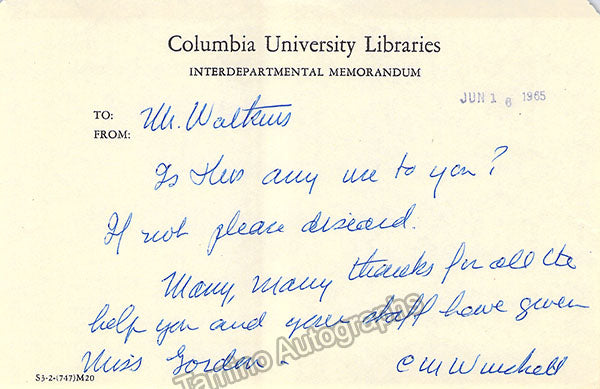 Columbia University Libraries
INTERDEPARTMENTAL MEMORANDUM
JUN 16 1965
TO: Mr. Watkins
FROM:
Is this any use to you?
If not please discard.
Many, many thanks for all the
help you and your staff have given
Miss Gordon. CM Winchell
S3-2-(747)M20
Tamino Autographs